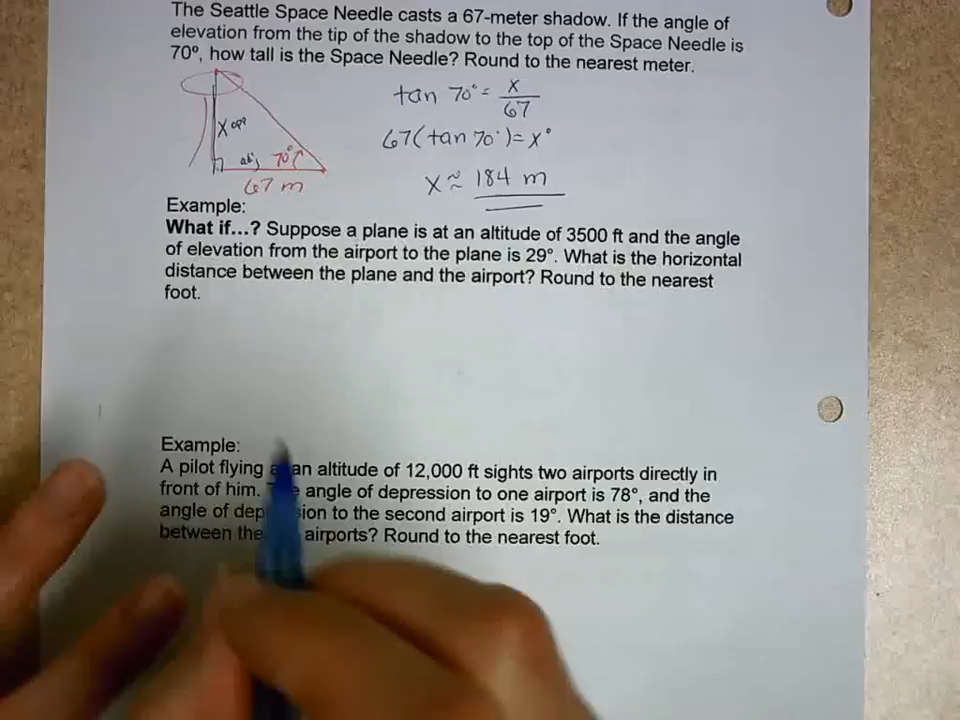 The Seattle Space Needle casts a 67-meter shadow. If the angle of
elevation from the tip of the shadow to the top of the Space Needle is
70º, how tall is the Space Needle? Round to the nearest meter.
tan 70° = x/67
67(tan 70°)=x°
x ≈ 184 m
x opp
adj 70°
67 m
Example:
What if...? Suppose a plane is at an altitude of 3500 ft and the angle
of elevation from the airport to the plane is 29°. What is the horizontal
distance between the plane and the airport? Round to the nearest
foot.
Example:
A pilot flying an altitude of 12,000 ft sights two airports directly in
front of him. angle of depression to one airport is 78°, and the
angle of to the second airport is 19°. What is the distance
between airports? Round to the nearest foot.